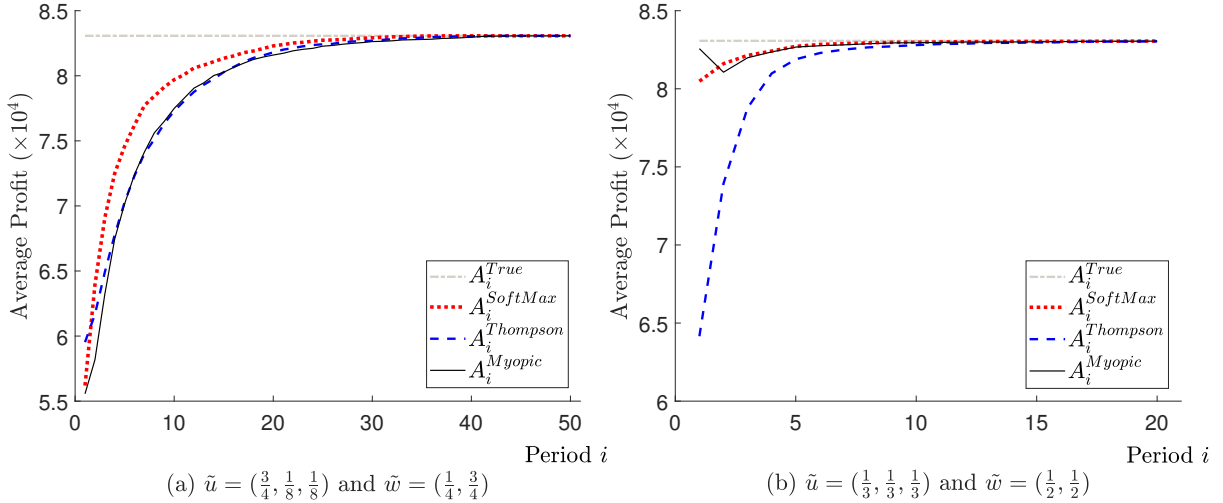 8.5
8
7.5
7
6.5
6
5.5
Average Profit (×10⁴)
0 10 20 30 40 50
Period i
A_i^{True}
A_i^{SoftMax}
A_i^{Thompson}
A_i^{Myopic}
(a) ũ = (3/4, 1/8, 1/8) and w̃ = (1/4, 3/4)
8.5
8
7.5
7
6.5
6
Average Profit (×10⁴)
0 5 10 15 20
Period i
A_i^{True}
A_i^{SoftMax}
A_i^{Thompson}
A_i^{Myopic}
(b) ũ = (1/3, 1/3, 1/3) and w̃ = (1/2, 1/2)